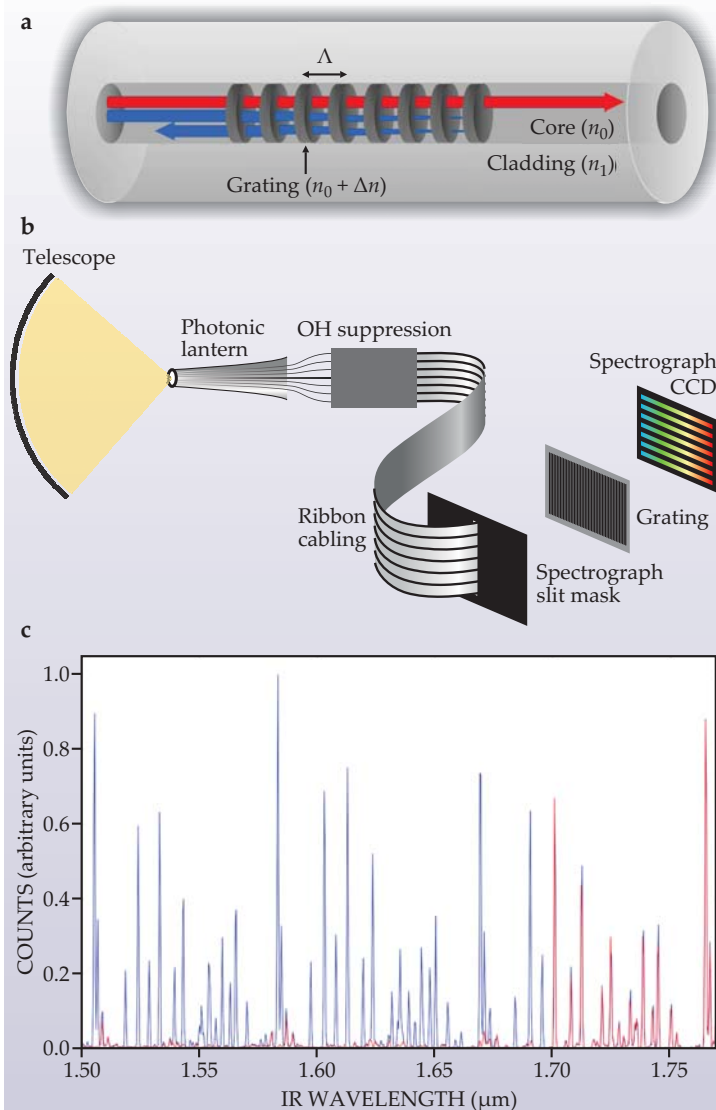 a
Λ
Core (n₀)
Cladding (n₁)
Grating (n₀ + Δn)
b
Telescope
Photonic
lantern
OH suppression
Spectrograph
CCD
Ribbon
cabling
Grating
Spectrograph
slit mask
c
COUNTS (arbitrary units)
1.0
0.8
0.6
0.4
0.2
0.0
1.50
1.55
1.60
1.65
1.70
1.75
IR WAVELENGTH (µm)